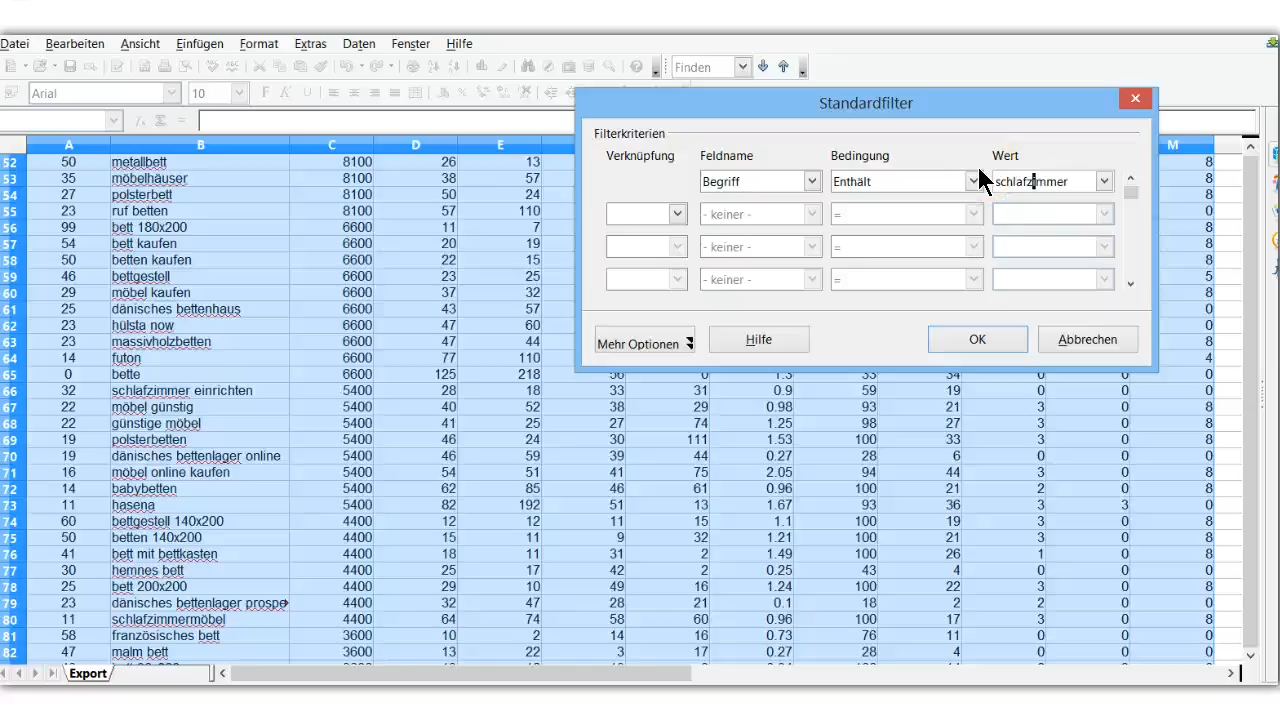 Datei Bearbeiten Ansicht Einfügen Format Extras Daten Fenster Hilfe
Finden
Arial 10
Standardfilter
Filterkriterien
Verknüpfung Feldname Bedingung Wert
Begriff Enthält schlafzimmer
- keiner - =
- keiner - =
- keiner - =
Mehr Optionen Hilfe OK Abbrechen
A B C D E M
52 50 metallbett 8100 26 13 8
53 35 möbelhäuser 8100 38 57 8
54 27 polsterbett 8100 50 24 8
55 23 ruf betten 8100 57 110 0
56 99 bett 180x200 6600 11 7 8
57 54 bett kaufen 6600 20 19 8
58 50 betten kaufen 6600 22 15 8
59 46 bettgestell 6600 23 25 5
60 29 möbel kaufen 6600 37 32 8
61 25 dänisches bettenhaus 6600 43 57 0
62 23 hülsta now 6600 47 60 0
63 23 massivholzbetten 6600 47 44 8
64 14 futon 6600 77 110 4
65 0 bette 6600 125 218 56 0 1.3 33 34 0
66 32 schlafzimmer einrichten 5400 28 18 33 31 0.9 59 19 0 0 8
67 22 möbel günstig 5400 40 52 38 29 0.98 93 21 3 0 8
68 22 günstige möbel 5400 41 25 27 74 1.25 98 27 3 0 8
69 19 polsterbetten 5400 46 24 30 111 1.53 100 33 3 0 8
70 19 dänisches bettenlager online 5400 46 59 39 44 0.27 28 6 0 0 0
71 16 möbel online kaufen 5400 54 51 41 75 2.05 94 44 3 0 8
72 14 babybetten 5400 62 85 46 61 0.96 100 21 2 0 8
73 11 hasena 5400 82 192 51 13 1.67 93 36 3 3 0
74 60 bettgestell 140x200 4400 12 12 11 15 1.1 100 19 3 0 8
75 50 betten 140x200 4400 15 11 9 32 1.21 100 21 3 0 8
76 41 bett mit bettkasten 4400 18 11 31 2 1.49 100 26 1 0 8
77 30 hemnes bett 4400 25 17 42 2 0.25 43 4 0 0 0
78 25 bett 200x200 4400 29 10 49 16 1.24 100 22 3 0 8
79 23 dänisches bettenlager prospe 4400 32 47 28 21 0.1 18 2 2 0 0
80 11 schlafzimmermöbel 4400 64 74 58 60 0.96 100 17 3 0 8
81 58 französisches bett 3600 10 2 14 16 0.73 76 11 0 0 8
82 47 malm bett 3600 13 22 3 17 0.27 28 4 0 0 8
Export